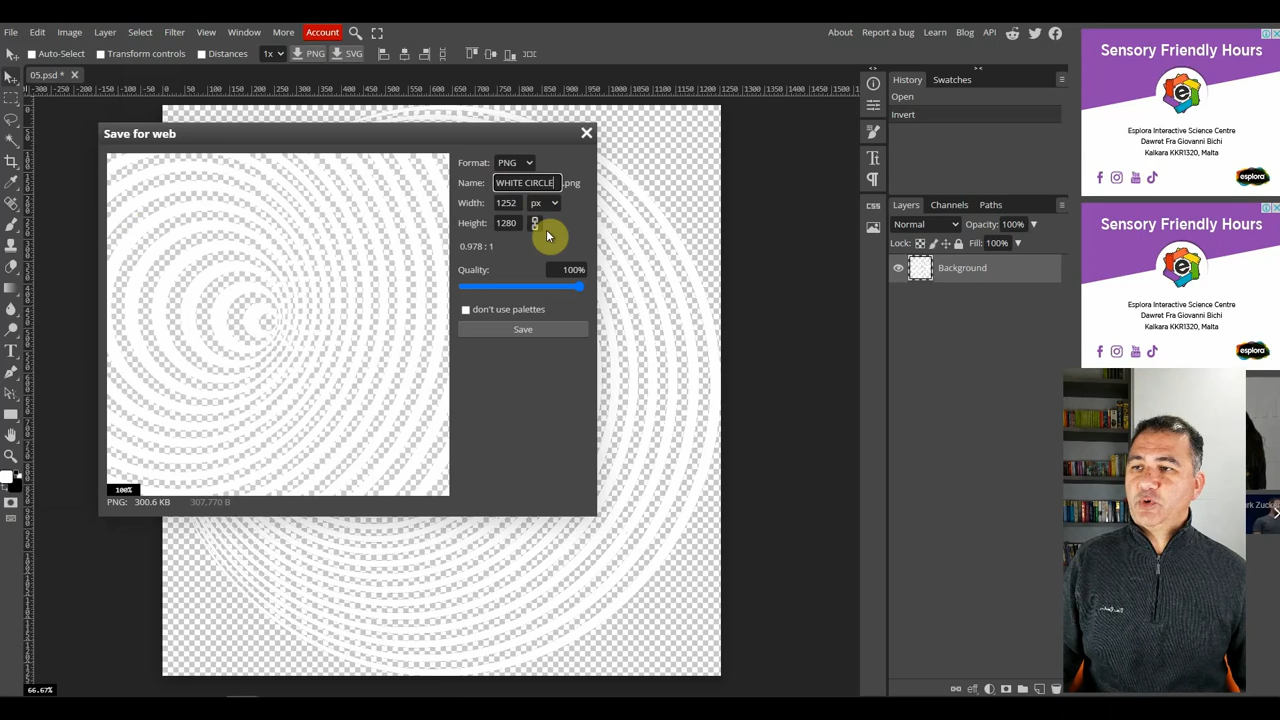 File Edit Image Layer Select Filter View Window More Account
About Report a bug Learn Blog API
Auto-Select Transform controls Distances 1x PNG SVG
05.psd *
Save for web
Format: PNG
Name: WHITE CIRCLE .png
Width: 1252 px
Height: 1280
0.978 : 1
Quality: 100%
don't use palettes
Save
100%
PNG: 300.6 KB 307,770 B
66.67%
History Swatches
Open
Invert
Layers Channels Paths
Normal Opacity: 100%
Lock: Fill: 100%
Background
CSS
Sensory Friendly Hours
e
Esplora Interactive Science Centre
Dawret Fra Giovanni Bichi
Kalkara KKR1320, Malta
esplora
Sensory Friendly Hours
e
Esplora Interactive Science Centre
Dawret Fra Giovanni Bichi
Kalkara KKR1320, Malta
esplora